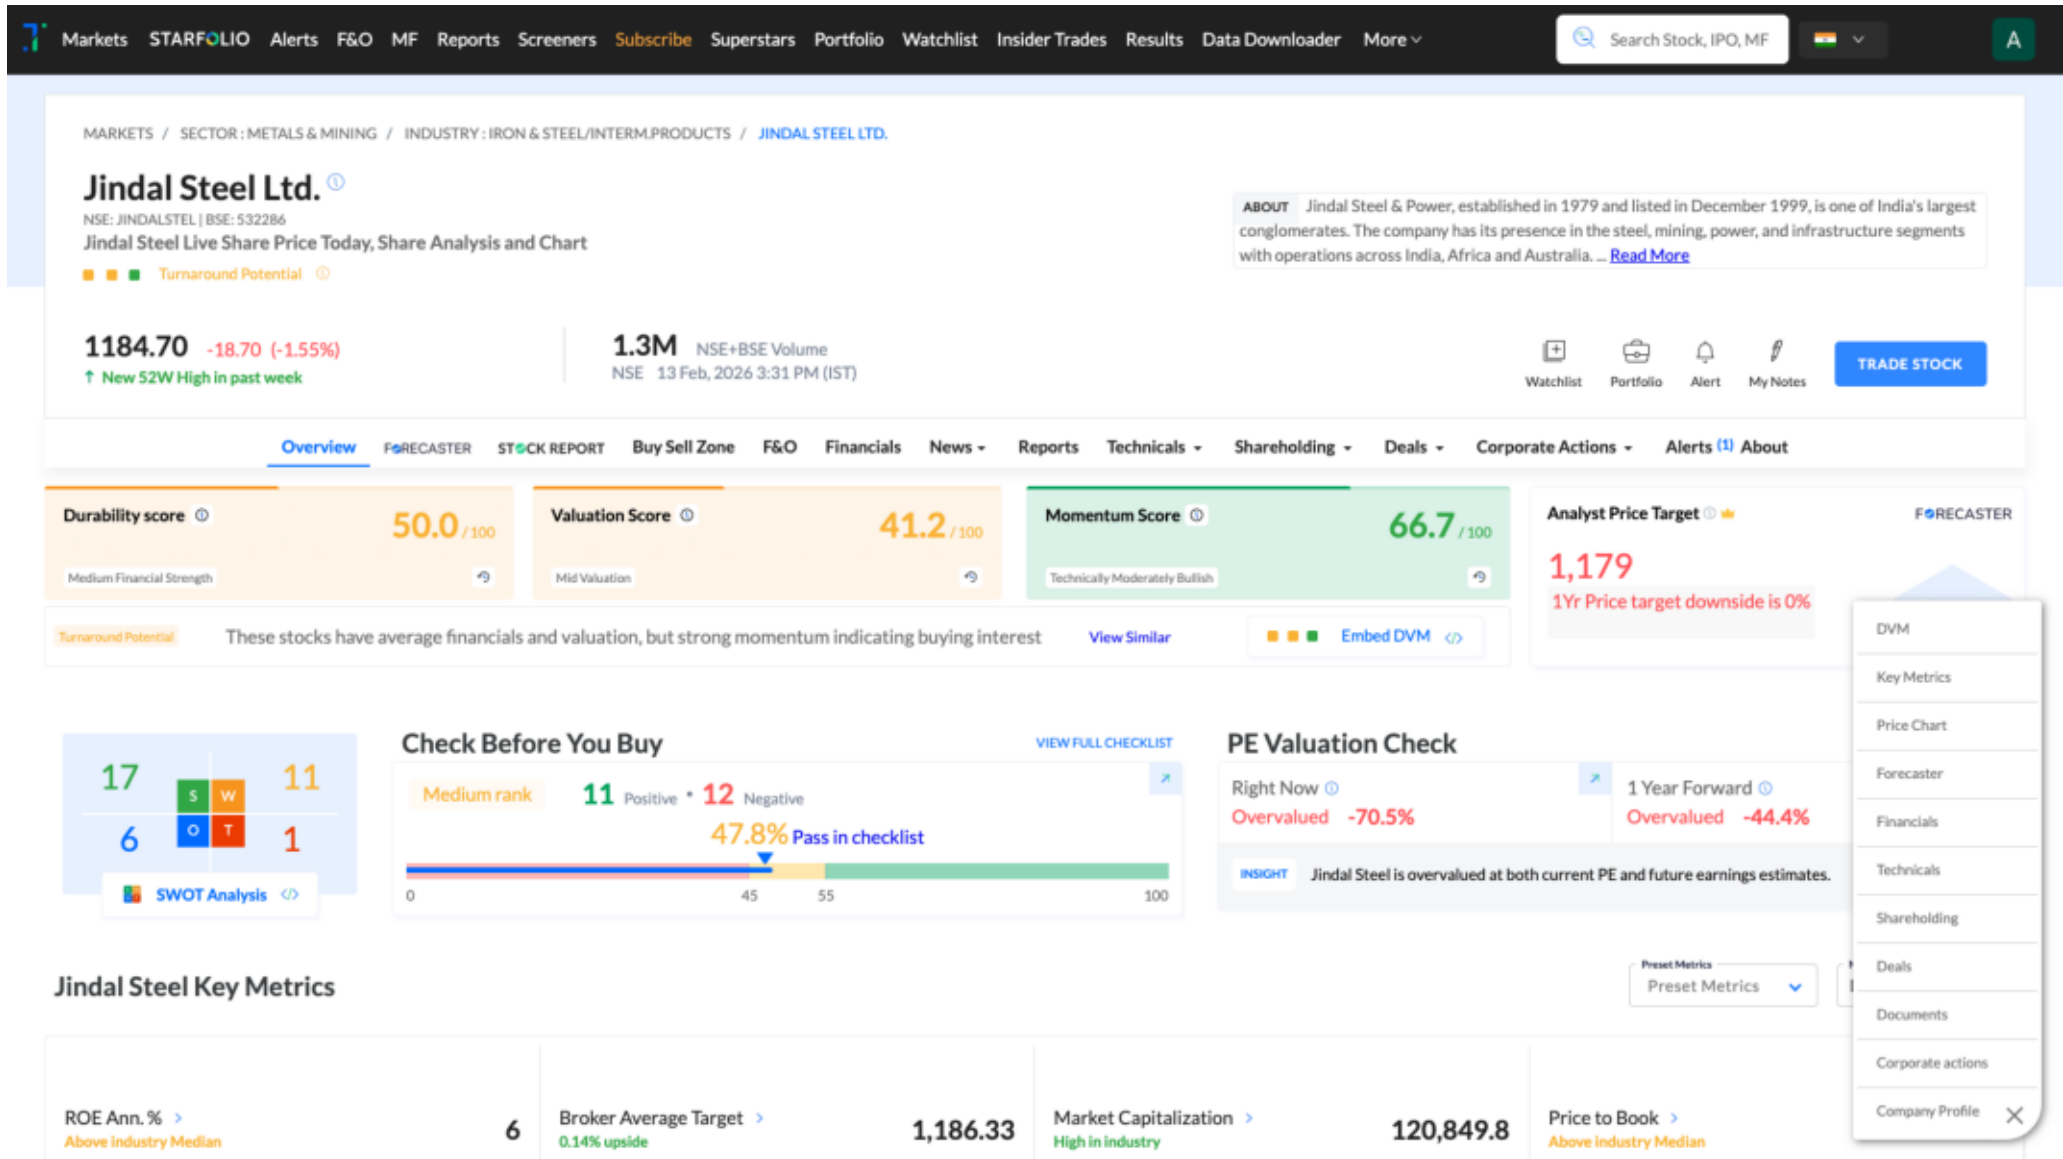 Markets STARFOLIO Alerts F&O MF Reports Screeners Subscribe Superstars Portfolio Watchlist Insider Trades Results Data Downloader More Search Stock, IPO, MF A
MARKETS / SECTOR : METALS & MINING / INDUSTRY : IRON & STEEL/INTERM.PRODUCTS / JINDAL STEEL LTD.
Jindal Steel Ltd.
NSE: JINDALSTEL | BSE: 532286
Jindal Steel Live Share Price Today, Share Analysis and Chart
Turnaround Potential
ABOUT Jindal Steel & Power, established in 1979 and listed in December 1999, is one of India's largest
conglomerates. The company has its presence in the steel, mining, power, and infrastructure segments
with operations across India, Africa and Australia. ... Read More
1184.70 -18.70 (-1.55%)
↑ New 52W High in past week
1.3M NSE+BSE Volume
NSE 13 Feb, 2026 3:31 PM (IST)
Watchlist Portfolio Alert My Notes TRADE STOCK
Overview FORECASTER STOCK REPORT Buy Sell Zone F&O Financials News Reports Technicals Shareholding Deals Corporate Actions Alerts (1) About
Durability score 50.0 / 100
Medium Financial Strength
Valuation Score 41.2 / 100
Mid Valuation
Momentum Score 66.7 / 100
Technically Moderately Bullish
Analyst Price Target FORECASTER
1,179
1Yr Price target downside is 0%
Turnaround Potential These stocks have average financials and valuation, but strong momentum indicating buying interest View Similar Embed DVM </>
17 11
S W
O T
6 1
SWOT Analysis </>
Check Before You Buy VIEW FULL CHECKLIST
Medium rank 11 Positive • 12 Negative
47.8% Pass in checklist
0 45 55 100
PE Valuation Check
Right Now
Overvalued -70.5%
1 Year Forward
Overvalued -44.4%
INSIGHT Jindal Steel is overvalued at both current PE and future earnings estimates.
Jindal Steel Key Metrics
Preset Metrics
Preset Metrics
ROE Ann. % 6
Above industry Median
Broker Average Target 1,186.33
0.14% upside
Market Capitalization 120,849.8
High in industry
Price to Book
Above industry Median
DVM
Key Metrics
Price Chart
Forecaster
Financials
Technicals
Shareholding
Deals
Documents
Corporate actions
Company Profile